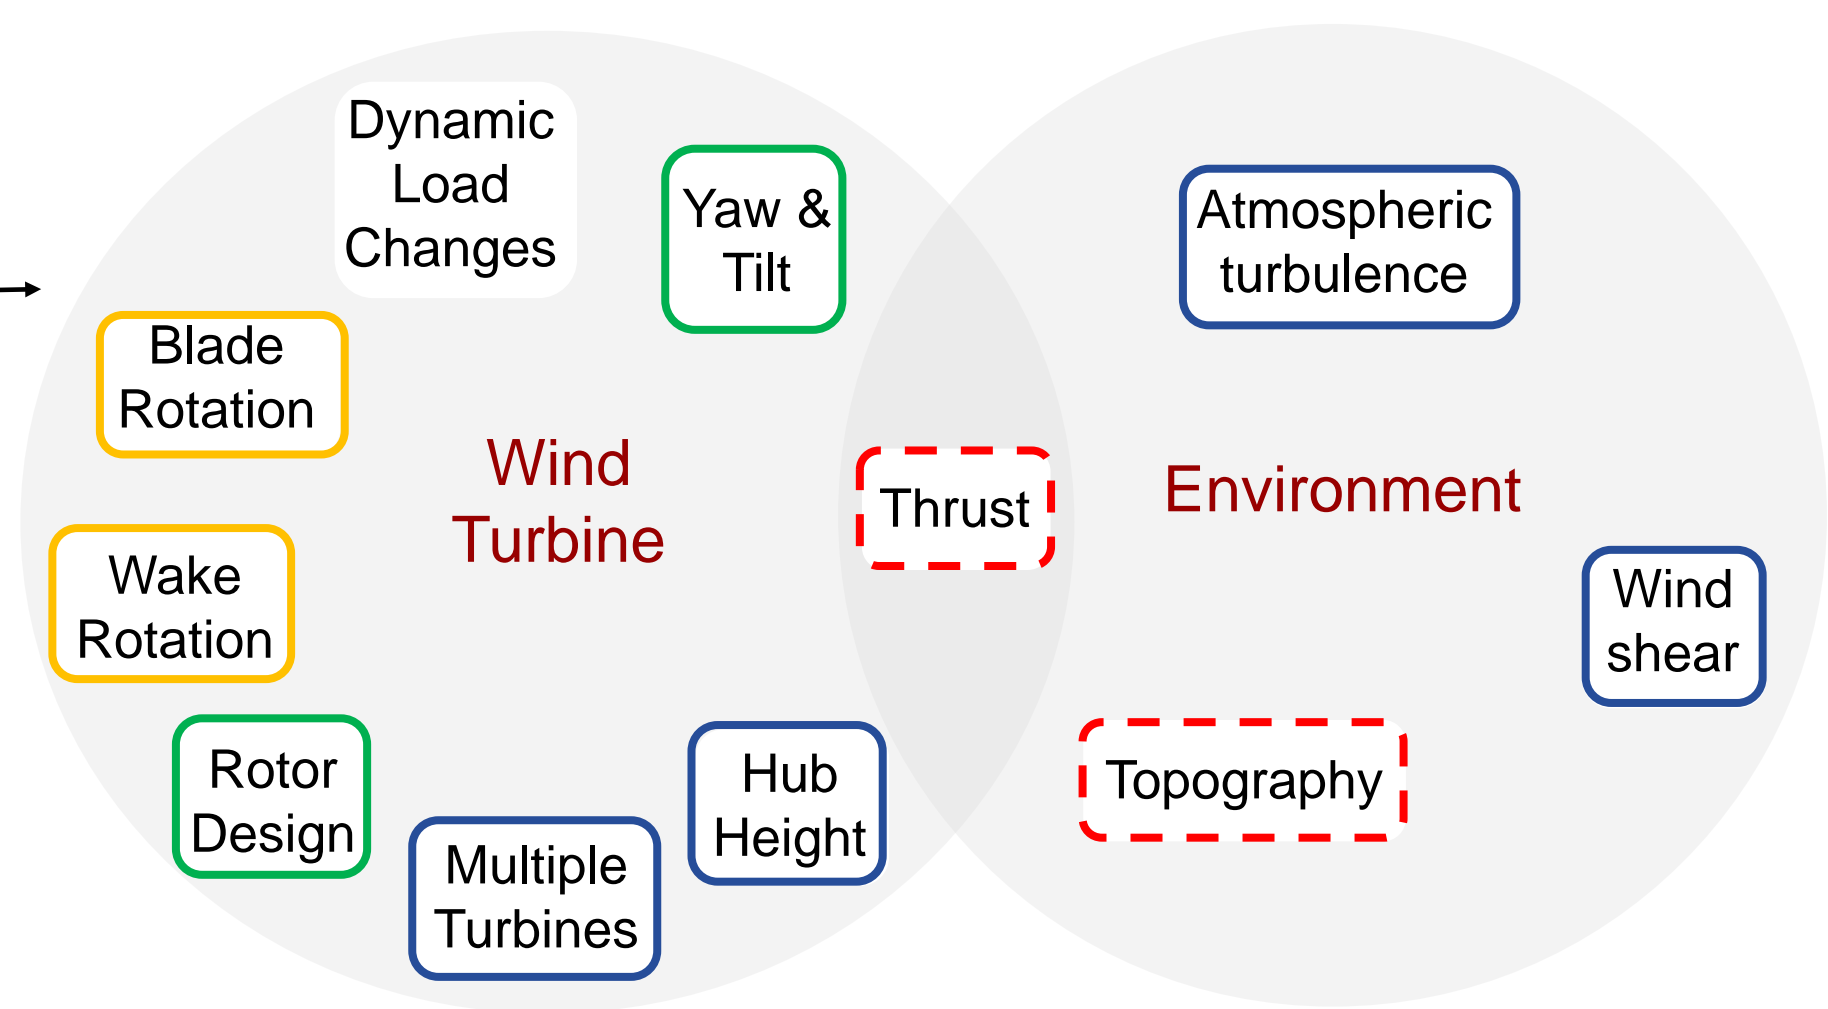 Dynamic
Load
Changes
Yaw &
Tilt
Blade
Rotation
Wind
Turbine
Wake
Rotation
Rotor
Design
Multiple
Turbines
Hub
Height
Thrust
Atmospheric
turbulence
Environment
Wind
shear
Topography